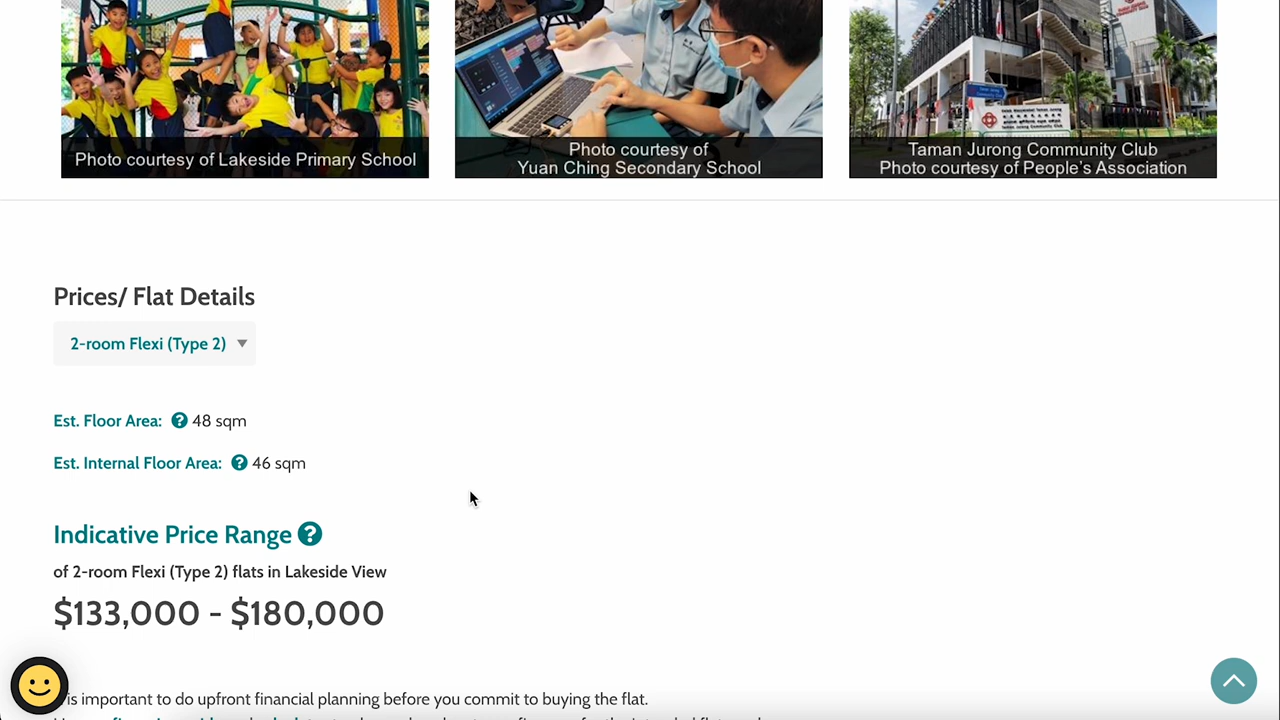 Photo courtesy of Lakeside Primary School
Photo courtesy of
Yuan Ching Secondary School
Taman Jurong Community Club
Photo courtesy of People's Association
Prices/ Flat Details
2-room Flexi (Type 2)
Est. Floor Area: ? 48 sqm
Est. Internal Floor Area: ? 46 sqm
Indicative Price Range ?
of 2-room Flexi (Type 2) flats in Lakeside View
$133,000 - $180,000
is important to do upfront financial planning before you commit to buying the flat.